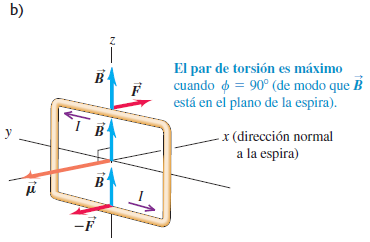 b)
z
B⃗
F⃗
El par de torsión es máximo
cuando ϕ = 90° (de modo que B⃗
está en el plano de la espira).
I
B⃗
y
x (dirección normal
a la espira)
B⃗
I
μ⃗
−F⃗